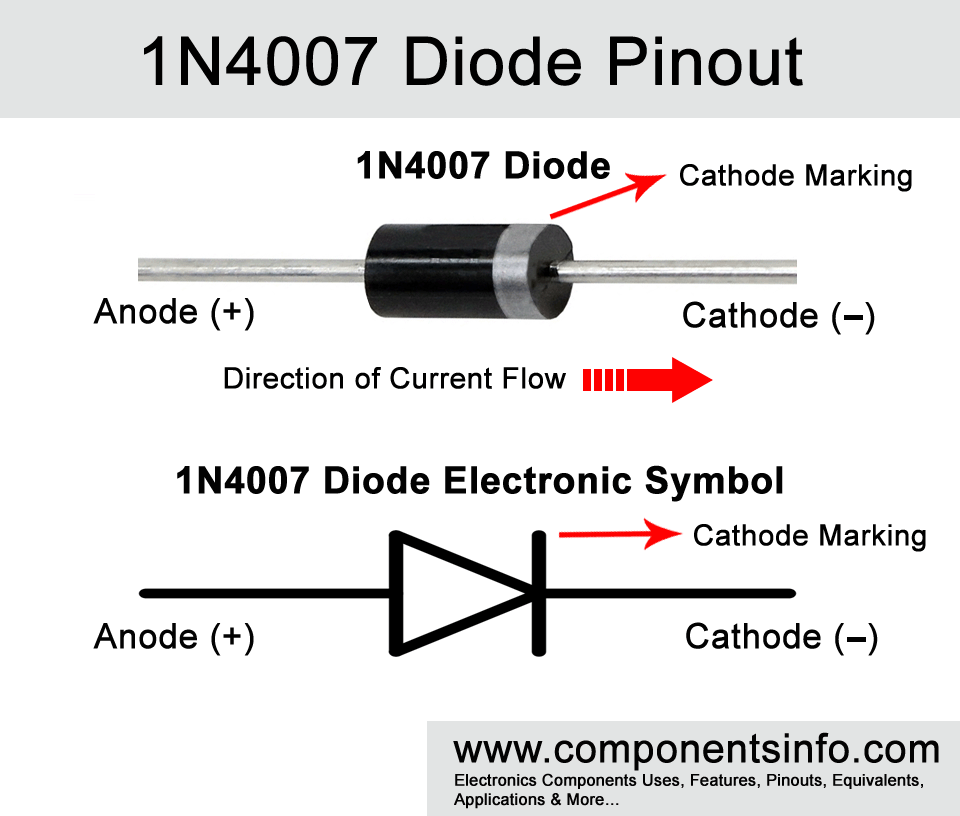 1N4007 Diode Pinout
1N4007 Diode
Cathode Marking
Anode (+)
Cathode (–)
Direction of Current Flow
1N4007 Diode Electronic Symbol
Cathode Marking
Anode (+)
Cathode (–)
www.componentsinfo.com
Electronics Components Uses, Features, Pinouts, Equivalents,
Applications & More...